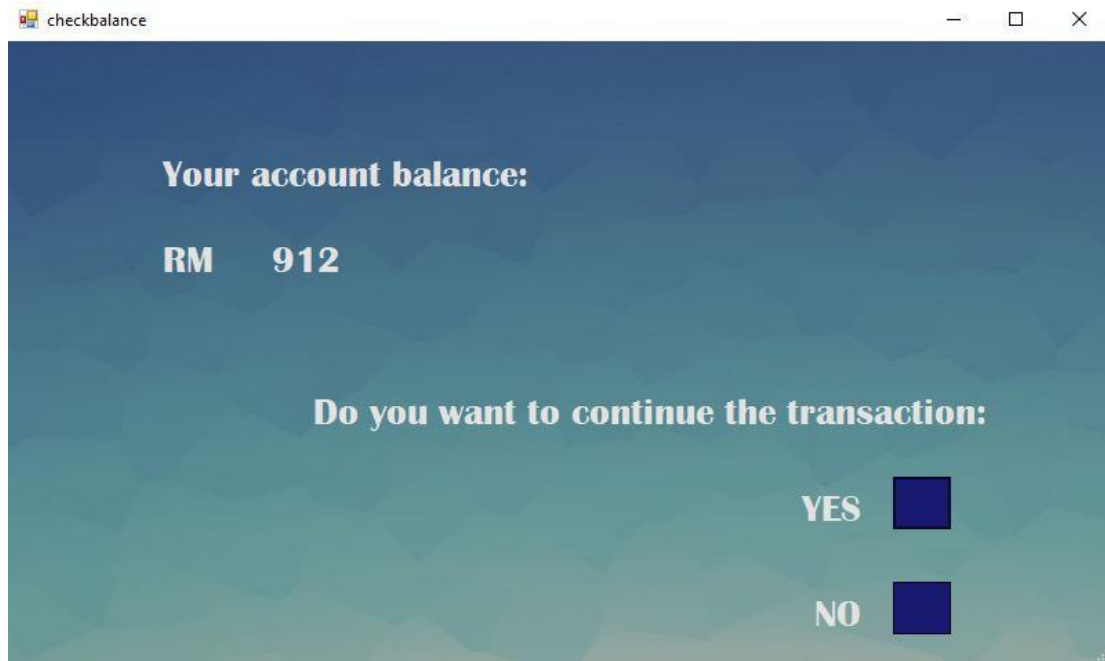 checkbalance
Your account balance:
RM 912
Do you want to continue the transaction:
YES
NO